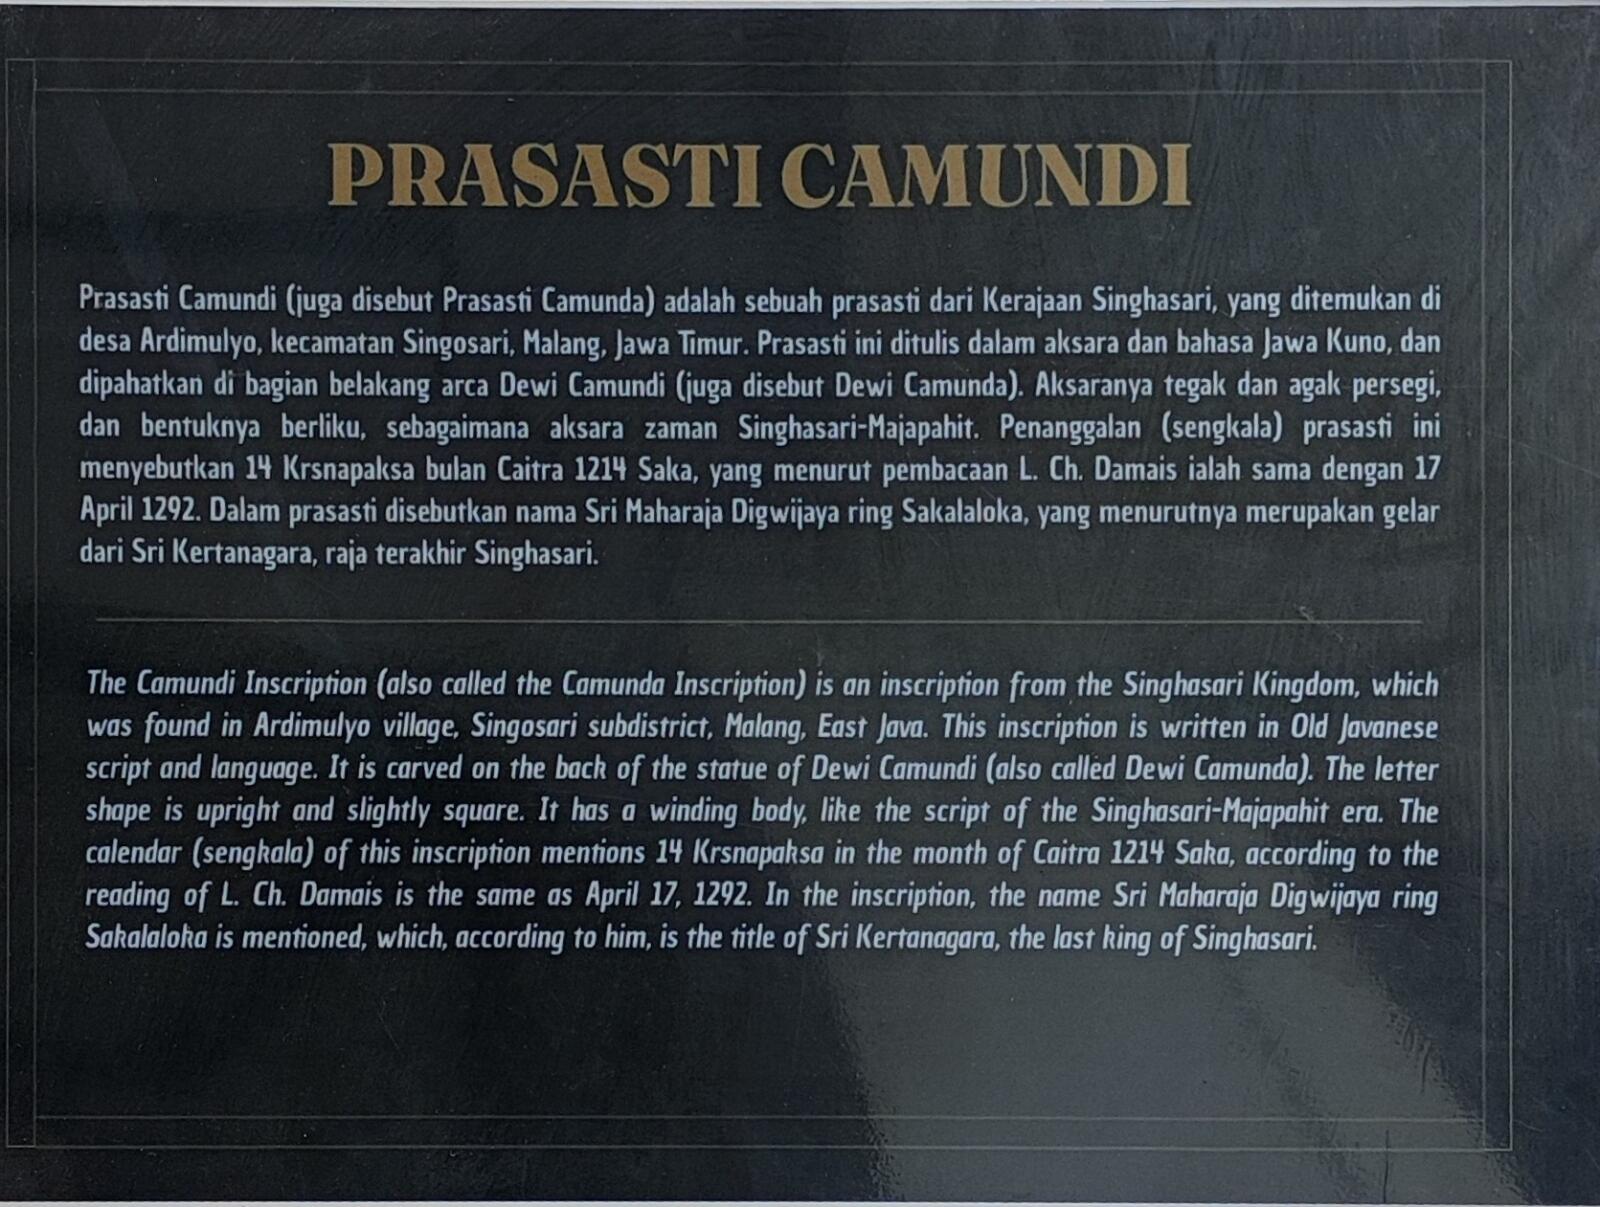 PRASASTI CAMUNDI
Prasasti Camundi (juga disebut Prasasti Camunda) adalah sebuah prasasti dari Kerajaan Singhasari, yang ditemukan di
desa Ardimulyo, kecamatan Singosari, Malang, Jawa Timur. Prasasti ini ditulis dalam aksara dan bahasa Jawa Kuno, dan
dipahatkan di bagian belakang arca Dewi Camundi (juga disebut Dewi Camunda). Aksaranya tegak dan agak persegi,
dan bentuknya berliku, sebagaimana aksara zaman Singhasari-Majapahit. Penanggalan (sengkala) prasasti ini
menyebutkan 14 Krsnapaksa bulan Caitra 1214 Saka, yang menurut pembacaan L. Ch. Damais ialah sama dengan 17
April 1292. Dalam prasasti disebutkan nama Sri Maharaja Digwijaya ring Sakalaloka, yang menurutnya merupakan gelar
dari Sri Kertanagara, raja terakhir Singhasari.
The Camundi Inscription (also called the Camunda Inscription) is an inscription from the Singhasari Kingdom, which
was found in Ardimulyo village, Singosari subdistrict, Malang, East Java. This inscription is written in Old Javanese
script and language. It is carved on the back of the statue of Dewi Camundi (also called Dewi Camunda). The letter
shape is upright and slightly square. It has a winding body, like the script of the Singhasari-Majapahit era. The
calendar (sengkala) of this inscription mentions 14 Krsnapaksa in the month of Caitra 1214 Saka, according to the
reading of L. Ch. Damais is the same as April 17, 1292. In the inscription, the name Sri Maharaja Digwijaya ring
Sakalaloka is mentioned, which, according to him, is the title of Sri Kertanagara, the last king of Singhasari.